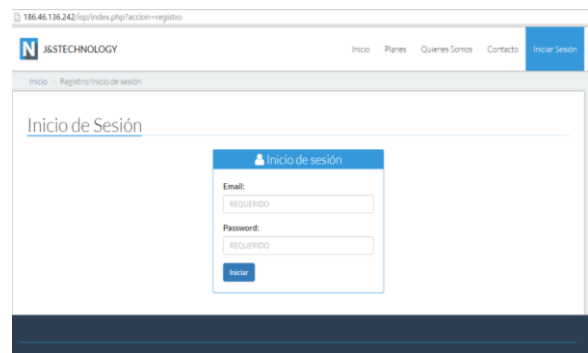 186.46.136.242/isp/index.php?accion=registro
N J&STECHNOLOGY Inicio Planes Quienes Somos Contacto Iniciar Sesión
Inicio / Registro/Inicio de sesión
Inicio de Sesión
Inicio de sesión
Email:
REQUERIDO
Password:
REQUERIDO
Iniciar